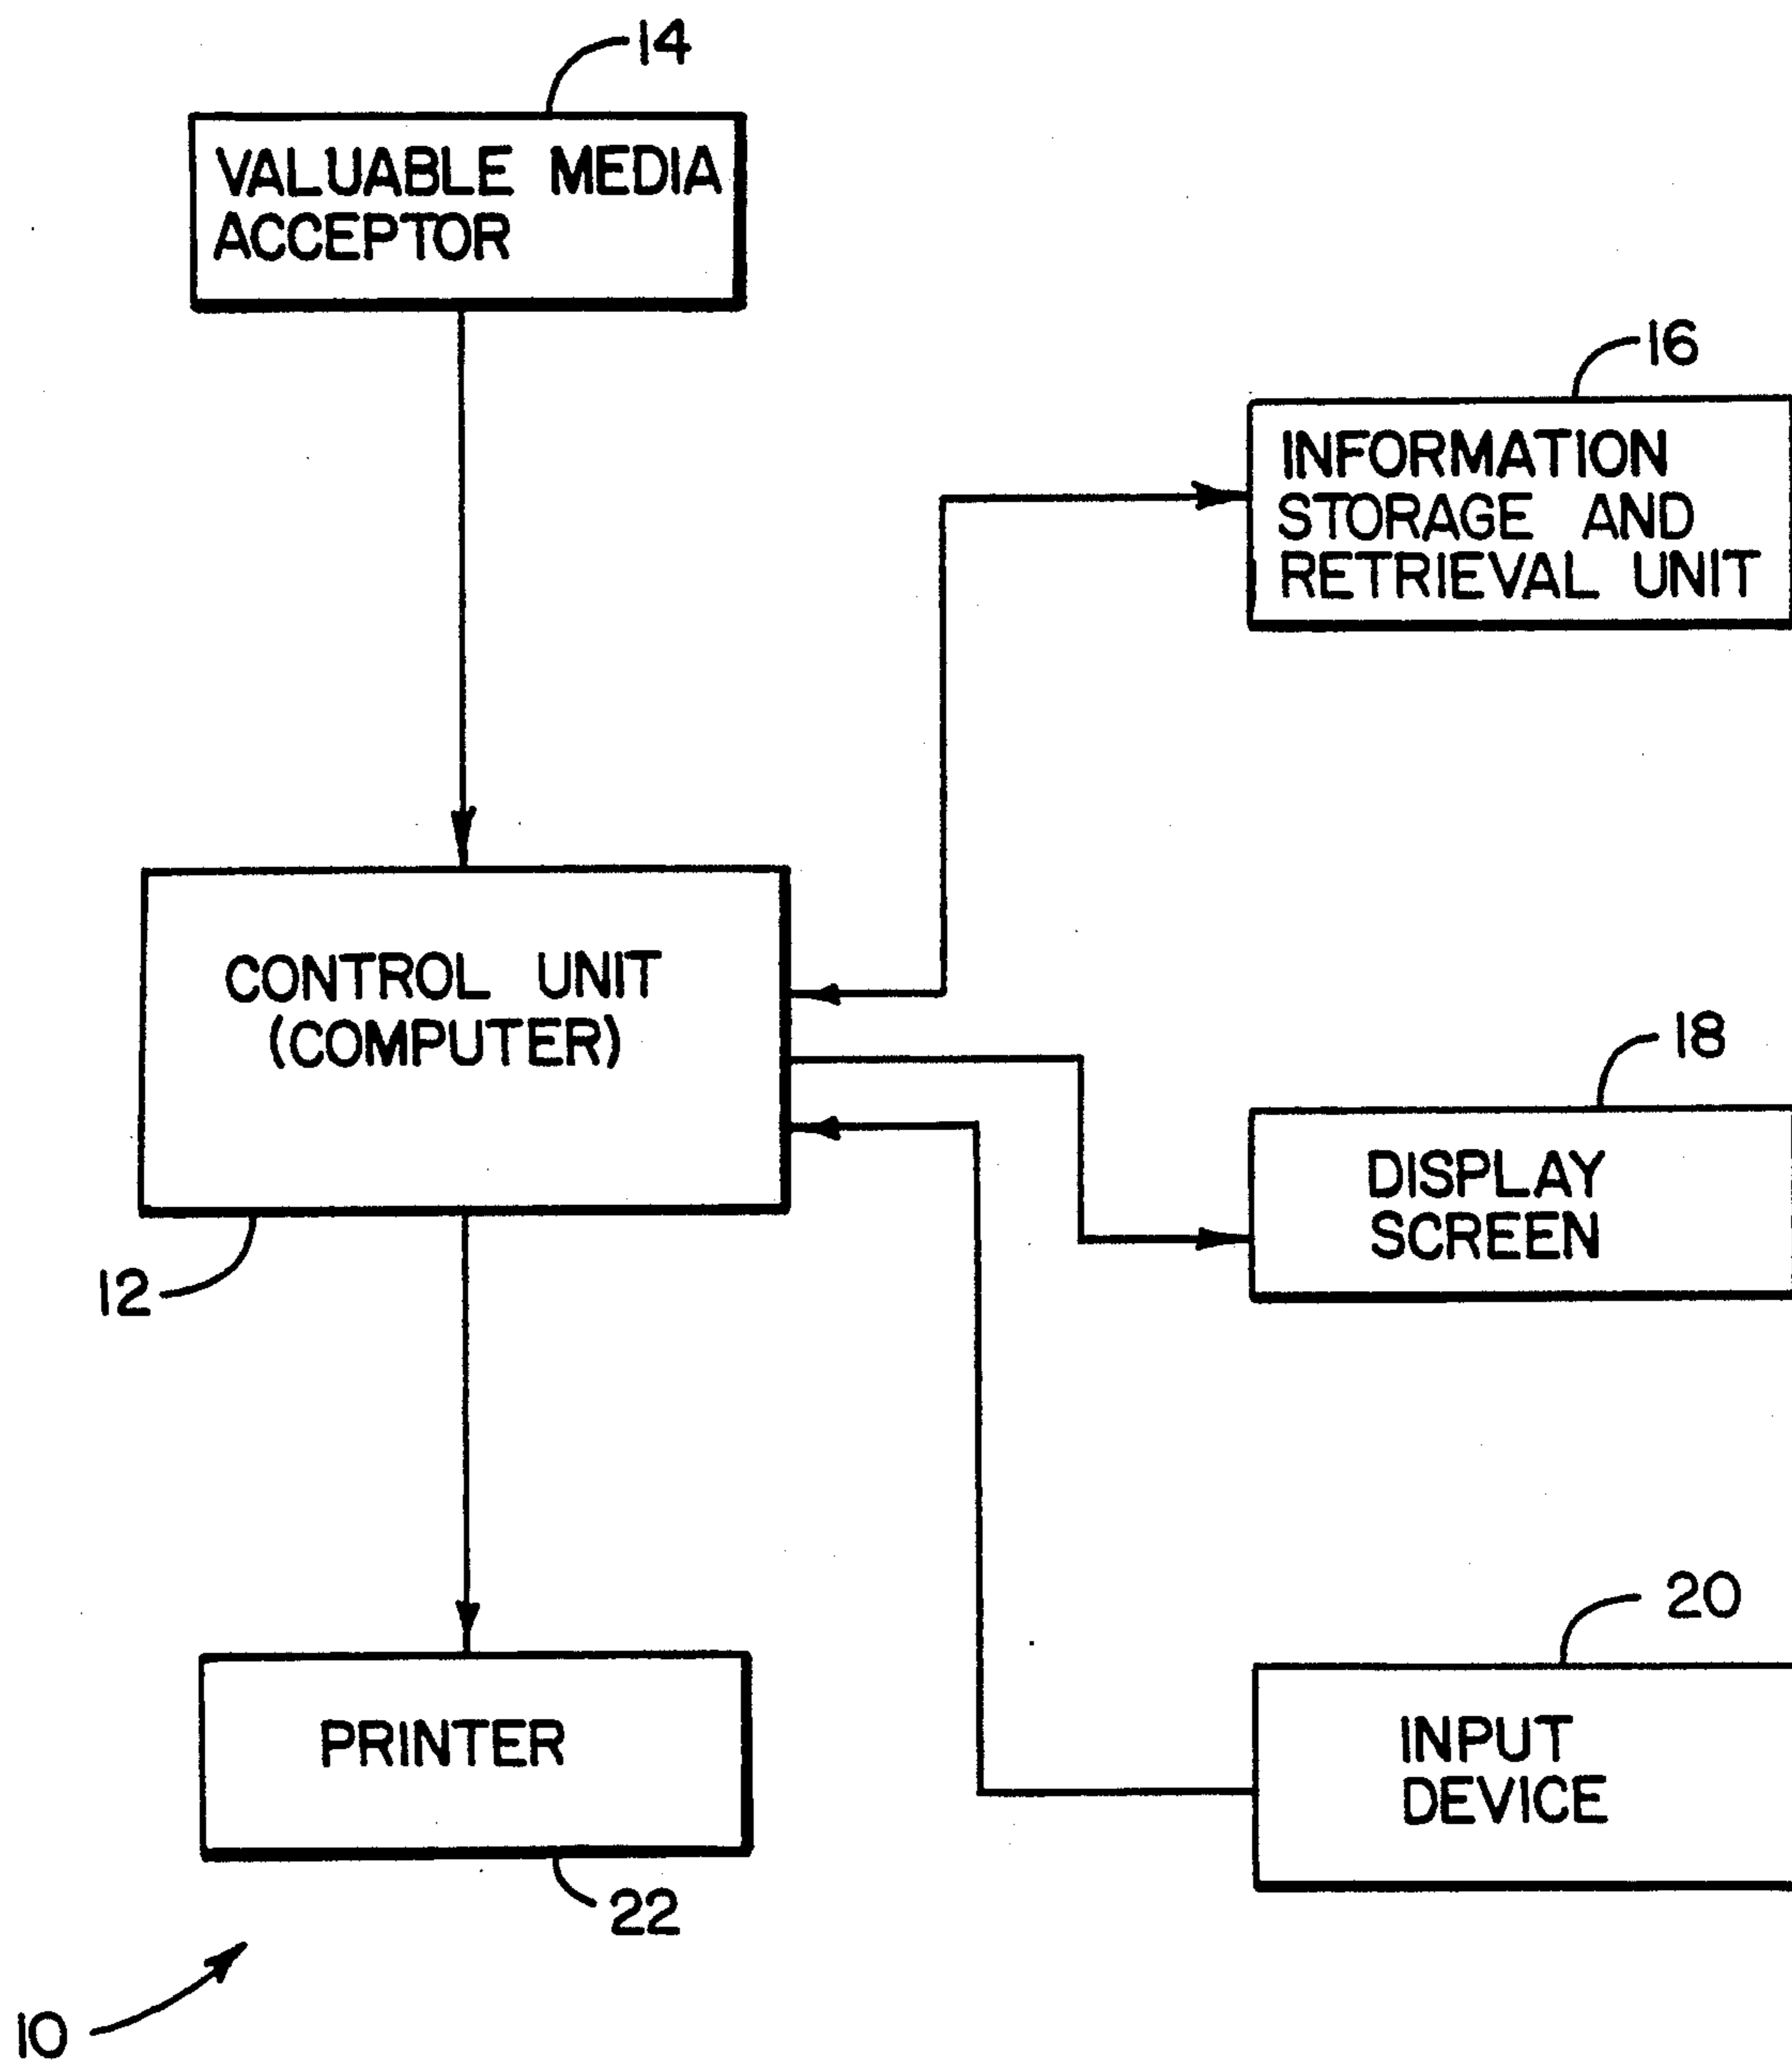 14
VALUABLE MEDIA
ACCEPTOR
16
INFORMATION
STORAGE AND
RETRIEVAL UNIT
CONTROL UNIT
(COMPUTER)
12
18
DISPLAY
SCREEN
20
INPUT
DEVICE
PRINTER
22
10